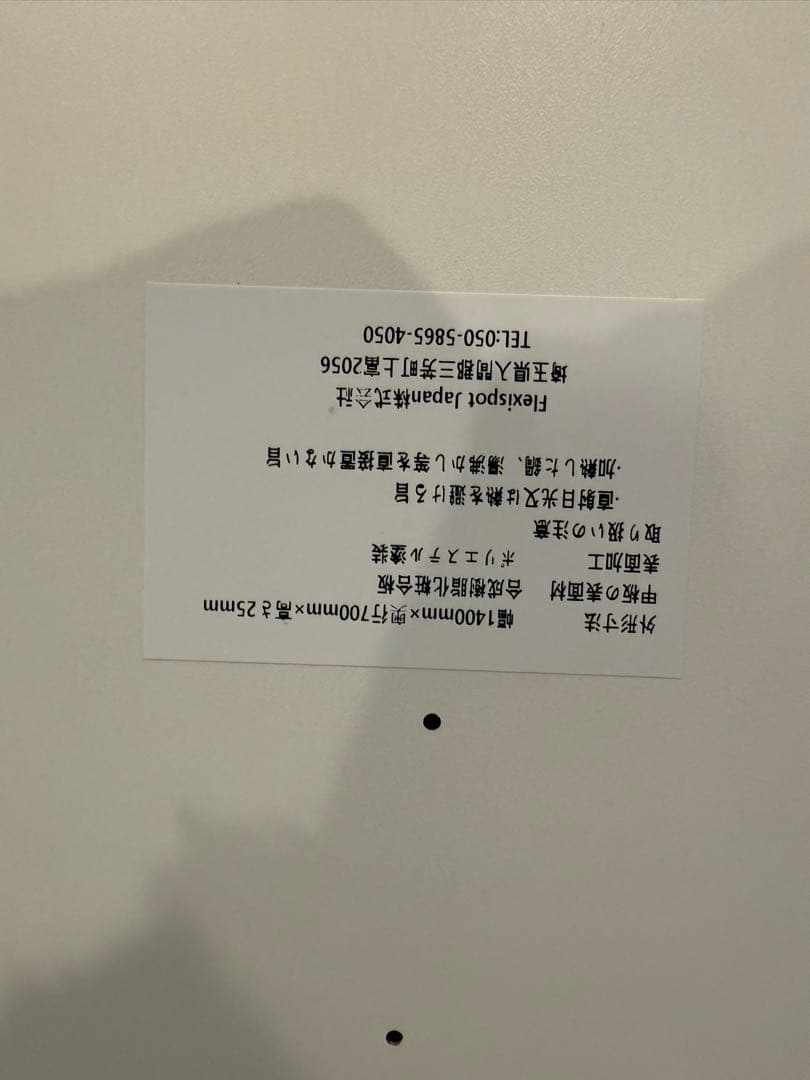 外形寸法 幅1400mm×奥行700mm×高さ25mm
甲板の表面材 合成樹脂化粧合板
表面加工 ポリエステル塗装
取り扱いの注意
·直射日光又は熱を避ける旨
·加熱した鍋、湯沸かし等を直接置かない旨
Flexispot Japan株式会社
埼玉県入間郡三芳町上富2056
TEL:050-5865-4050